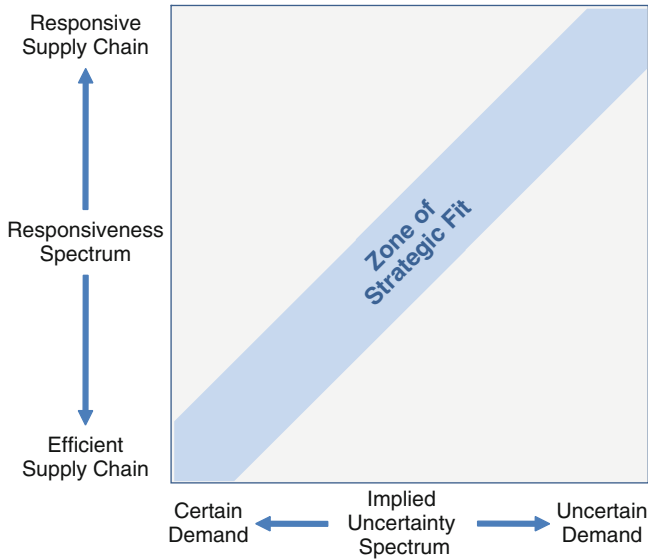 Responsive
Supply Chain
Responsiveness
Spectrum
Efficient
Supply Chain
Zone of
Strategic Fit
Certain
Demand
Implied
Uncertainty
Spectrum
Uncertain
Demand